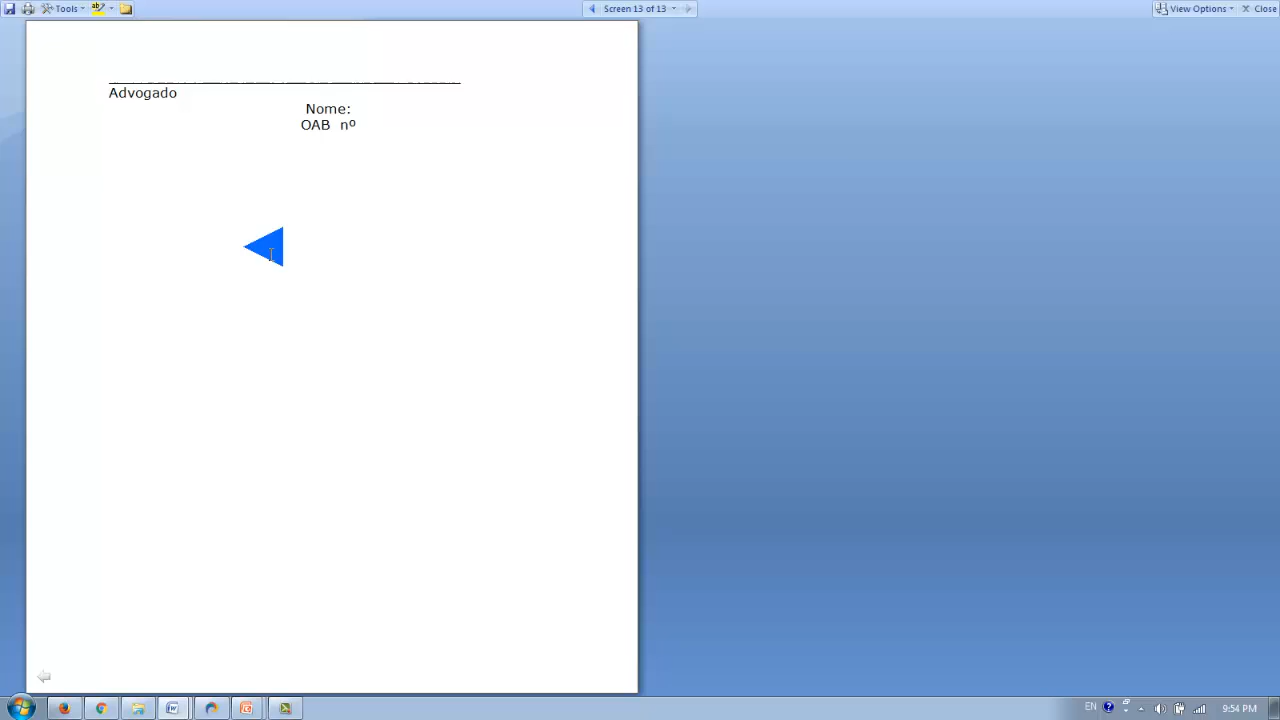 Tools
Screen 13 of 13
View Options
Close
Advogado
Nome:
OAB nº
EN
9:54 PM